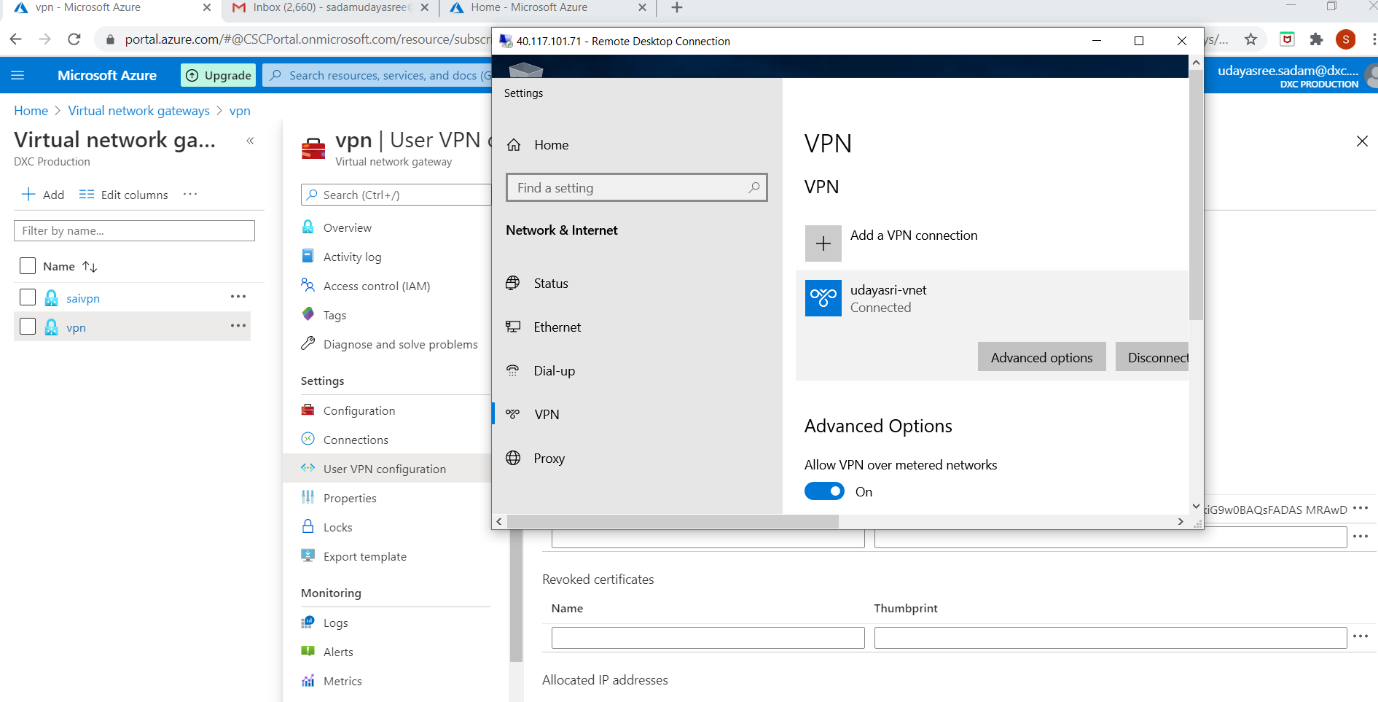 vpn - Microsoft Azure
Inbox (2,660) - sadamudayasree
Home - Microsoft Azure
portal.azure.com/#@CSCPortal.onmicrosoft.com/resource/subscr
ys/...
S
Microsoft Azure
Upgrade
Search resources, services, and docs (G
udayasree.sadam@dxc....
DXC PRODUCTION
Home > Virtual network gateways > vpn
Virtual network ga...
DXC Production
Add
Edit columns
Filter by name...
Name
saivpn
vpn
vpn | User VPN c
Virtual network gateway
Search (Ctrl+/)
Overview
Activity log
Access control (IAM)
Tags
Diagnose and solve problems
Settings
Configuration
Connections
User VPN configuration
Properties
Locks
Export template
Monitoring
Logs
Alerts
Metrics
40.117.101.71 - Remote Desktop Connection
Settings
Home
Find a setting
Network & Internet
Status
Ethernet
Dial-up
VPN
Proxy
VPN
VPN
Add a VPN connection
udayasri-vnet
Connected
Advanced options
Disconnect
Advanced Options
Allow VPN over metered networks
On
kiG9w0BAQsFADAS MRAwD
Revoked certificates
Name
Thumbprint
Allocated IP addresses